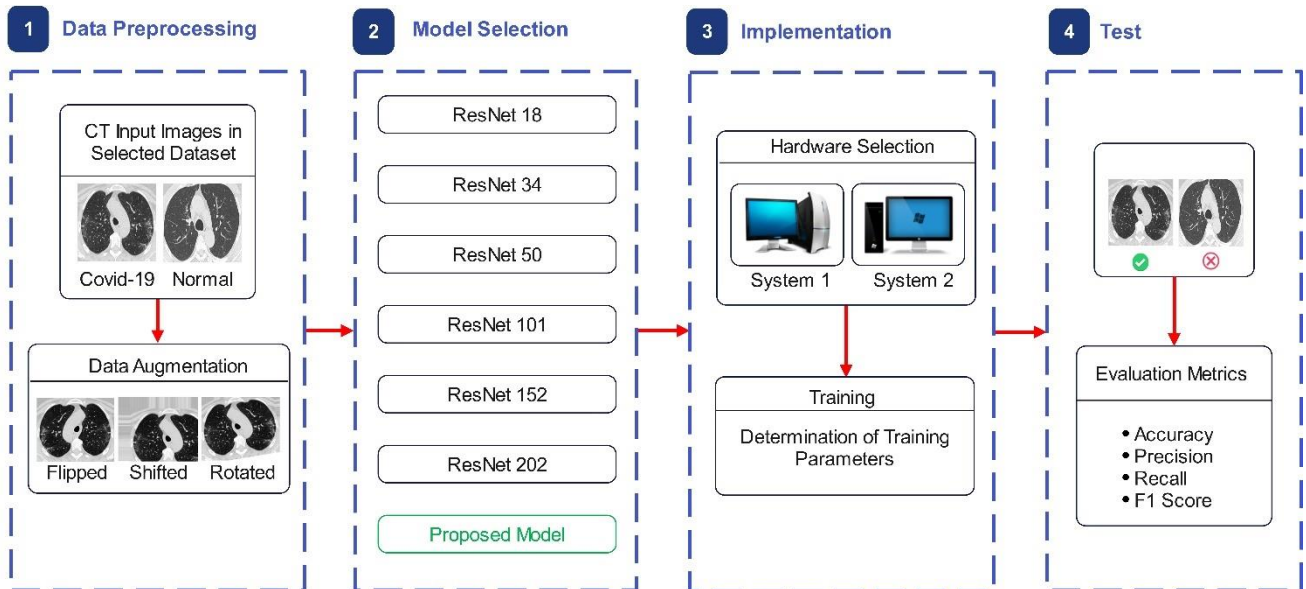 1 Data Preprocessing
CT Input Images in
Selected Dataset
Covid-19 Normal
Data Augmentation
Flipped Shifted Rotated
2 Model Selection
ResNet 18
ResNet 34
ResNet 50
ResNet 101
ResNet 152
ResNet 202
Proposed Model
3 Implementation
Hardware Selection
System 1 System 2
Training
Determination of Training
Parameters
4 Test
Evaluation Metrics
• Accuracy
• Precision
• Recall
• F1 Score